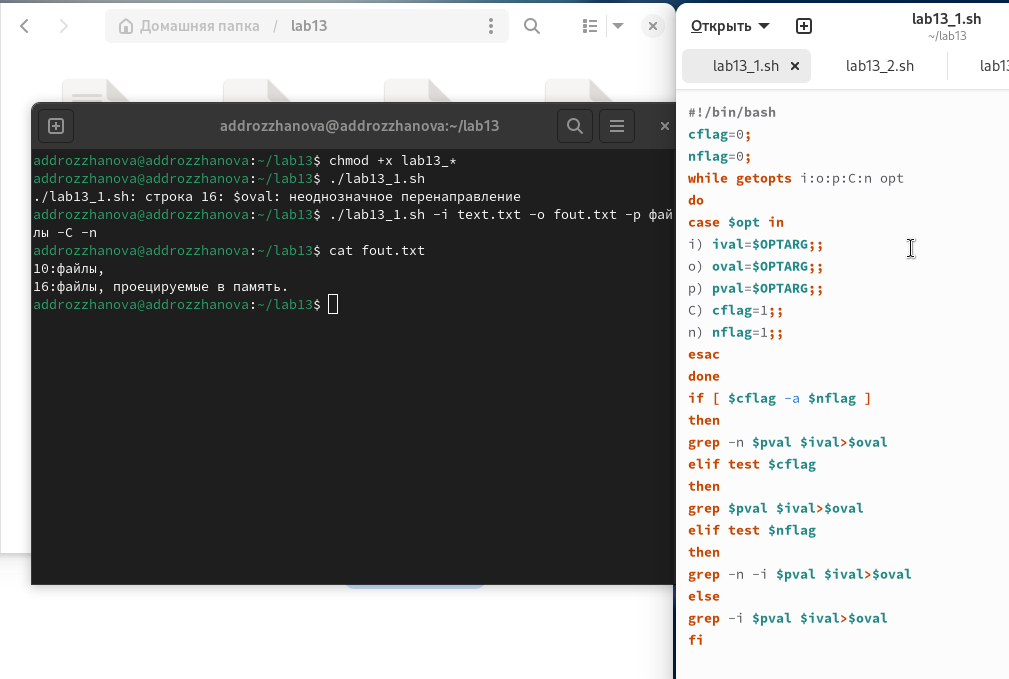 Домашняя папка / lab13
addrozzhanova@addrozzhanova:~/lab13
addrozzhanova@addrozzhanova:~/lab13$ chmod +x lab13_*
addrozzhanova@addrozzhanova:~/lab13$ ./lab13_1.sh
./lab13_1.sh: строка 16: $oval: неоднозначное перенаправление
addrozzhanova@addrozzhanova:~/lab13$ ./lab13_1.sh -i text.txt -o fout.txt -p фай
лы -C -n
addrozzhanova@addrozzhanova:~/lab13$ cat fout.txt
10:файлы,
16:файлы, проецируемые в память.
addrozzhanova@addrozzhanova:~/lab13$
Открыть
lab13_1.sh
~/lab13
lab13_1.sh lab13_2.sh lab13
#!/bin/bash
cflag=0;
nflag=0;
while getopts i:o:p:C:n opt
do
case $opt in
i) ival=$OPTARG;;
o) oval=$OPTARG;;
p) pval=$OPTARG;;
C) cflag=1;;
n) nflag=1;;
esac
done
if [ $cflag -a $nflag ]
then
grep -n $pval $ival>$oval
elif test $cflag
then
grep $pval $ival>$oval
elif test $nflag
then
grep -n -i $pval $ival>$oval
else
grep -i $pval $ival>$oval
fi